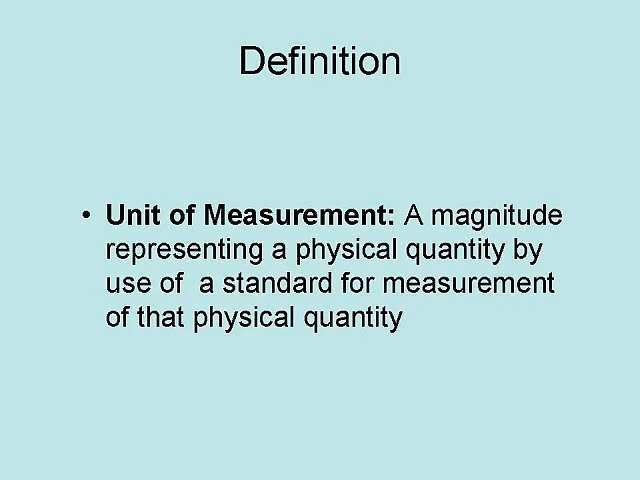 Definition
• Unit of Measurement: A magnitude
representing a physical quantity by
use of  a standard for measurement
of that physical quantity